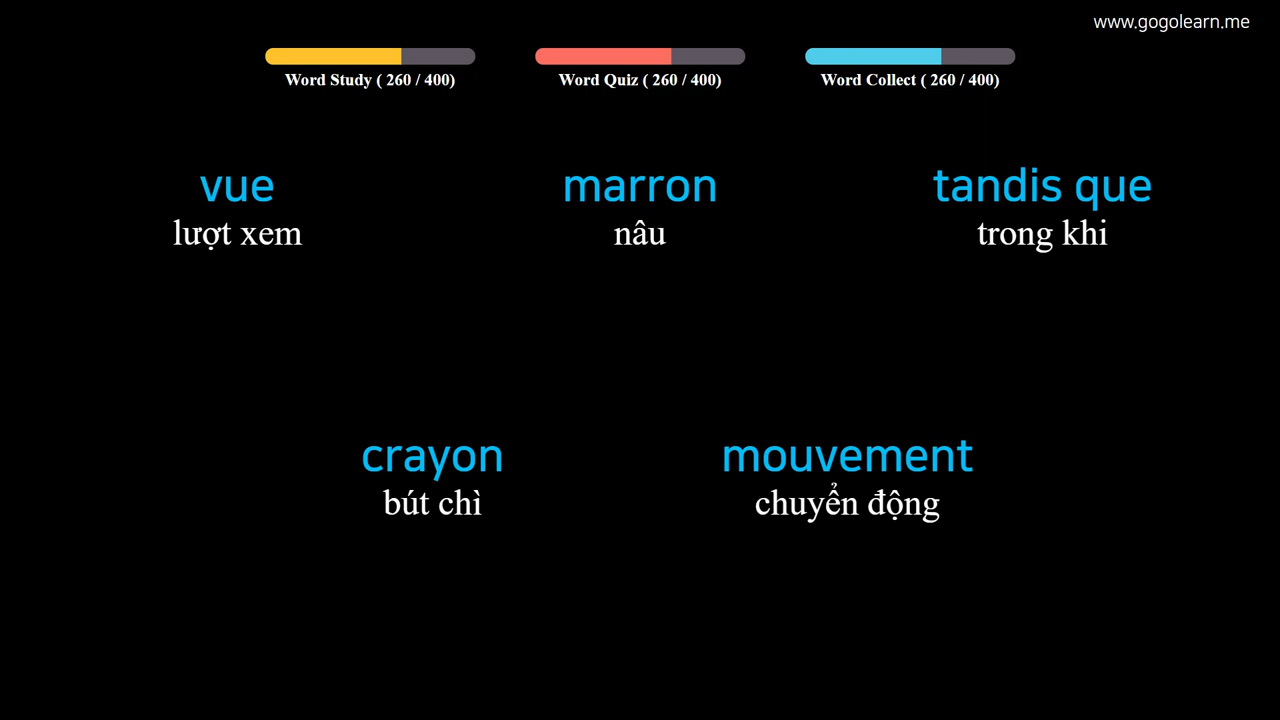 www.gogolearn.me
Word Study ( 260 / 400)
Word Quiz ( 260 / 400)
Word Collect ( 260 / 400)
vue
lượt xem
marron
nâu
tandis que
trong khi
crayon
bút chì
mouvement
chuyển động